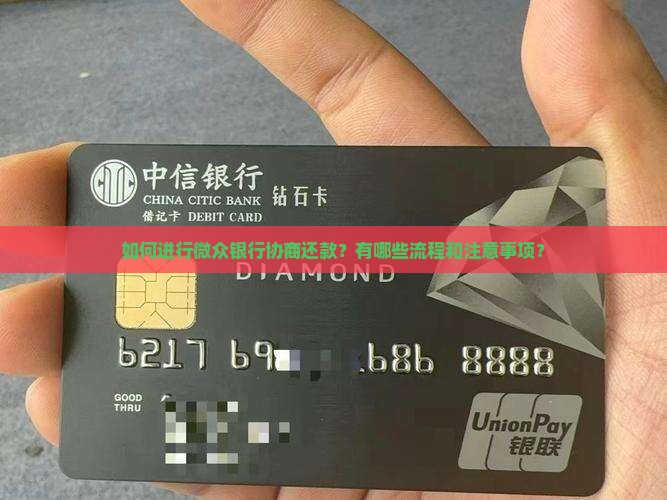 中信银行
CHINA CITIC BANK
借记卡 DEBIT CARD
钻石卡
如何进行微众银行协商还款？有哪些流程和注意事项？
DIAMOND
6217 69 686 8888
GOOD
THRU
UnionPay
银联